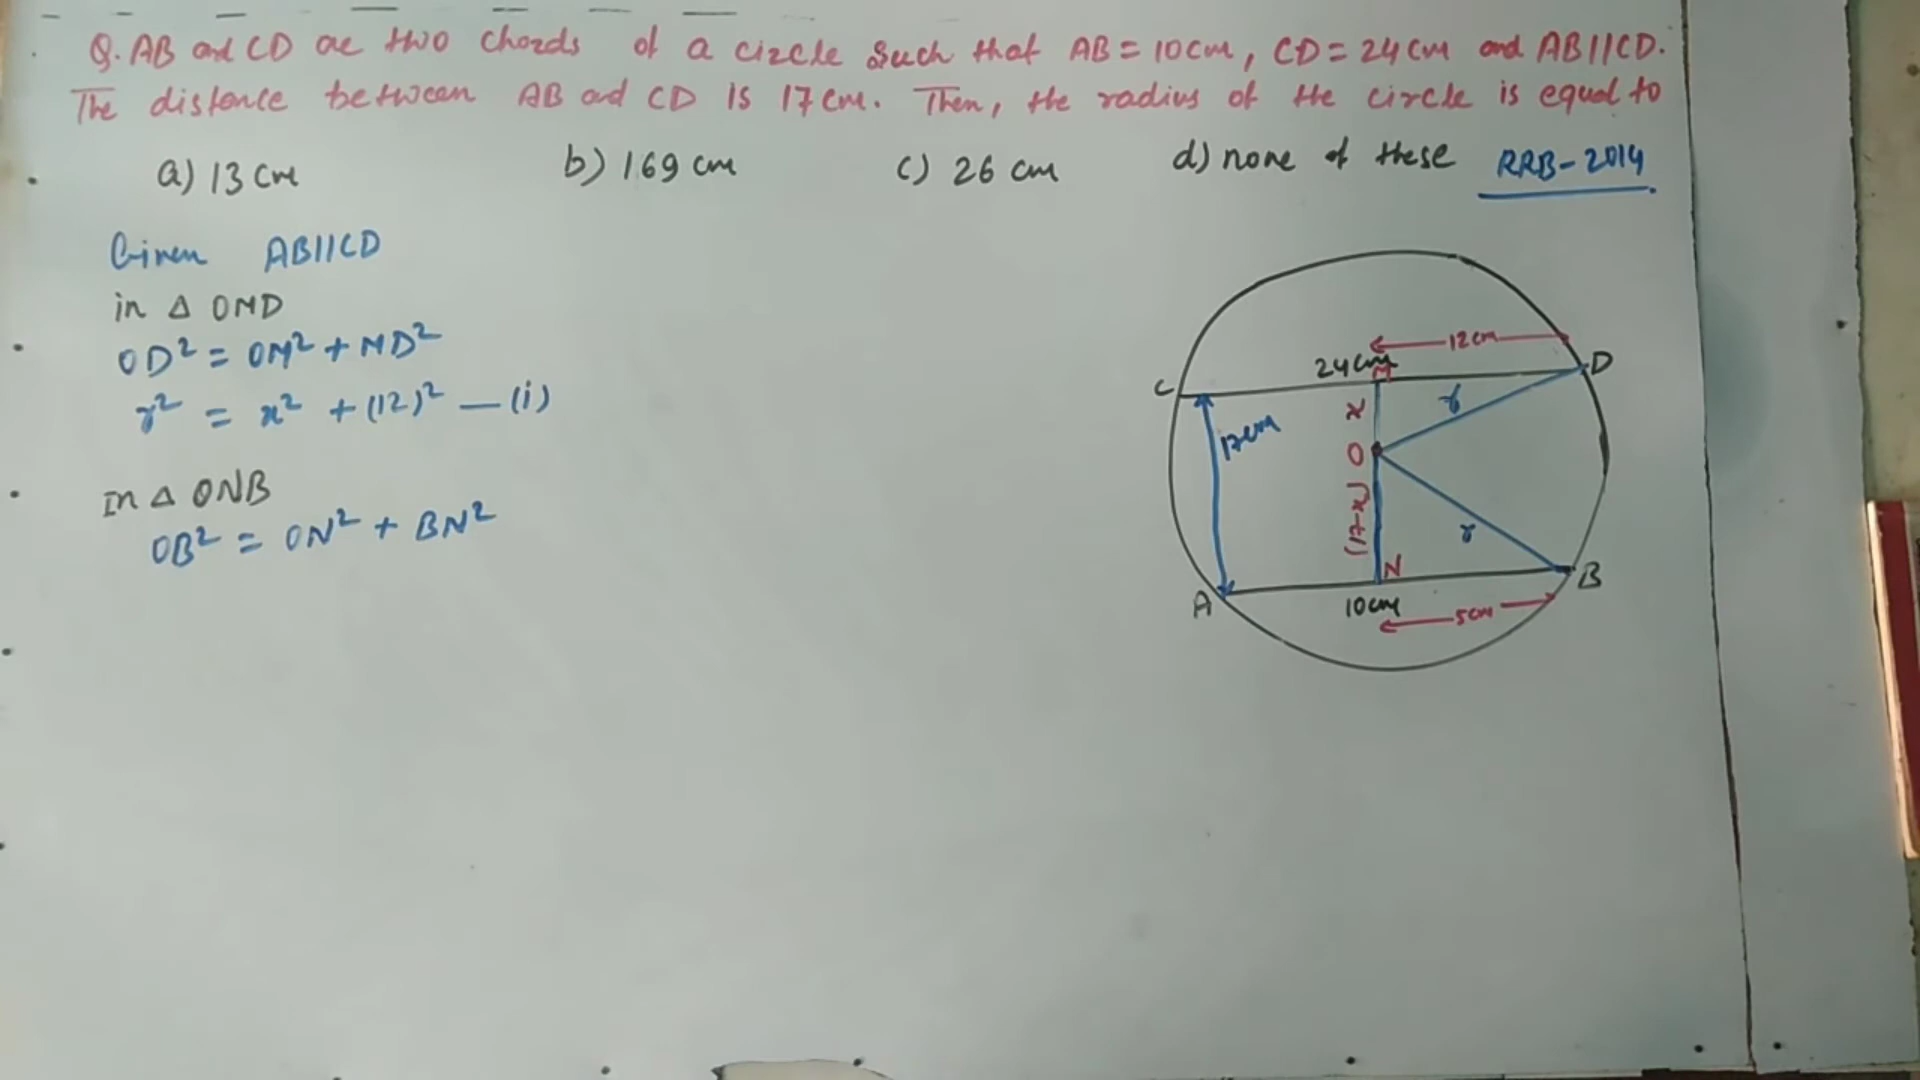 Q. AB and CD are two chords of a circle such that AB = 10cm, CD = 24cm and AB||CD.
The distance between AB and CD is 17cm. Then, the radius of the circle is equal to
a) 13 cm b) 169 cm c) 26 cm d) none of these RRB-2014
Given AB||CD
in Δ OMD
OD² = OM² + MD²
r² = x² + (12)² — (i)
In Δ ONB
OB² = ON² + BN²
12cm
24cm M
C
D
x
r
17cm
O
(17-x)
r
N
B
A
10cm
5cm